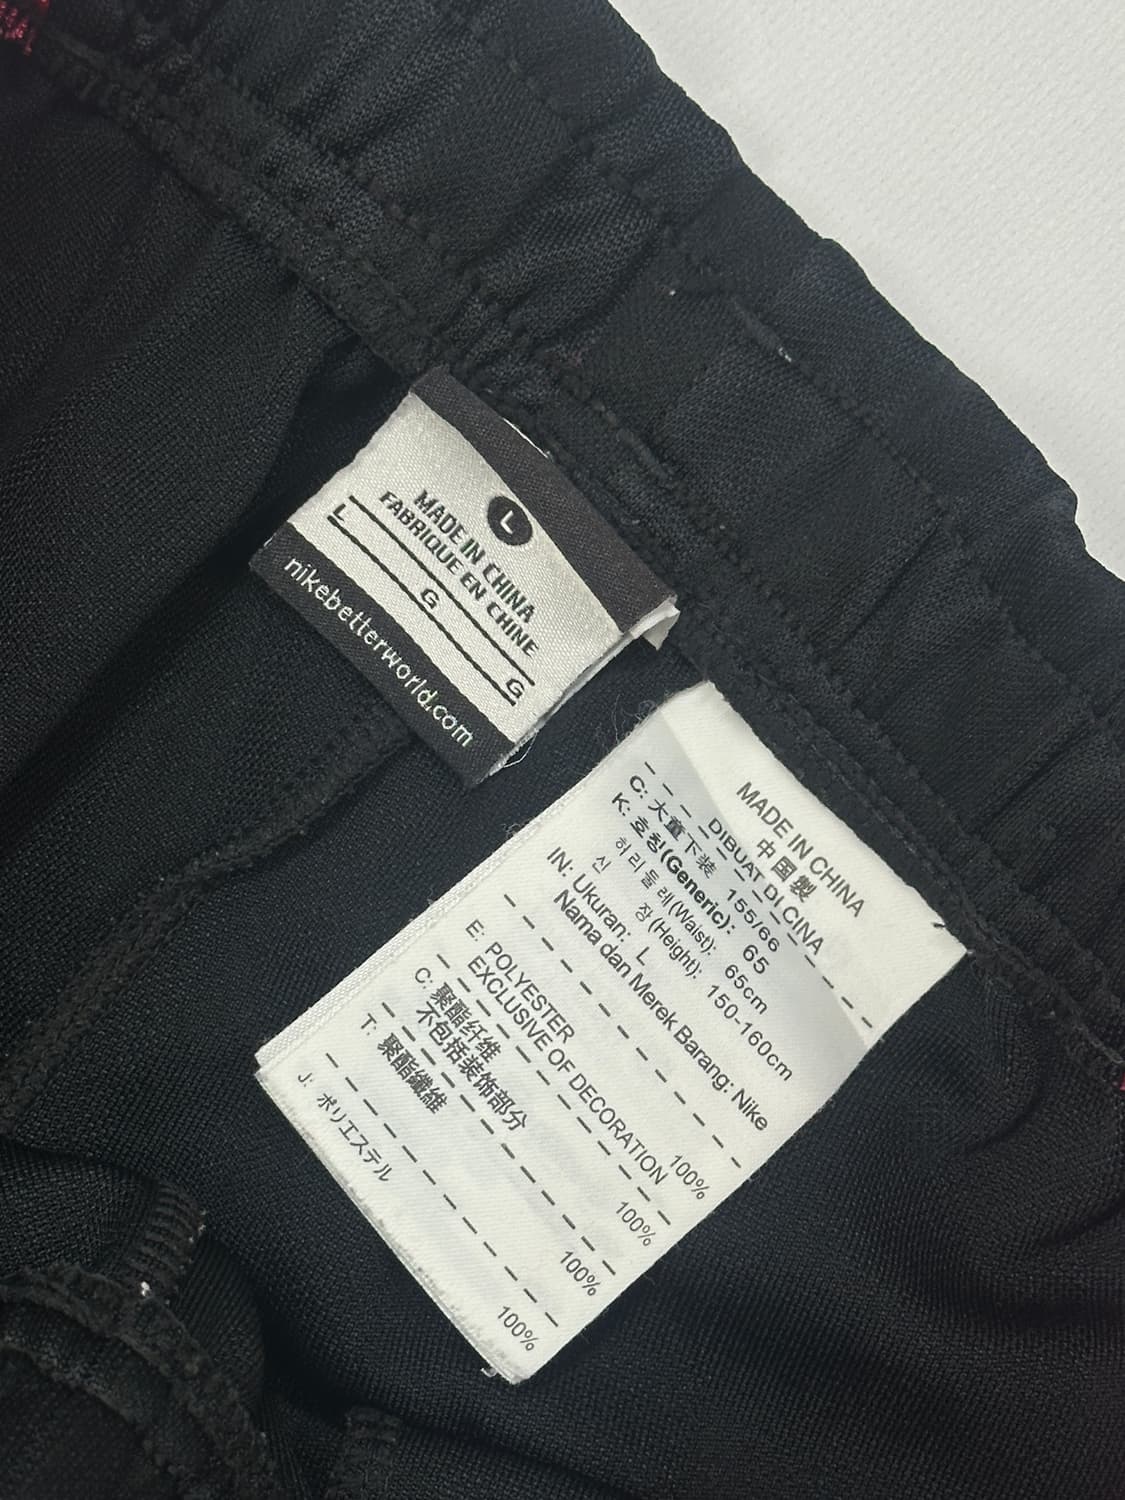 L
MADE IN CHINA
FABRIQUE EN CHINE
L G G
nikebetterworld.com
MADE IN CHINA
中国製
DIBUAT DI CINA
C: 大童下装 155/66
K: 호칭(Generic): 65
허리둘레(Waist): 65cm
신 장(Height): 150-160cm
IN: Ukuran: L
Nama dan Merek Barang: Nike
E: POLYESTER 100%
EXCLUSIVE OF DECORATION
C: 聚酯纤维 100%
不包括装饰部分
T: 聚酯纖維 100%
J: ポリエステル 100%